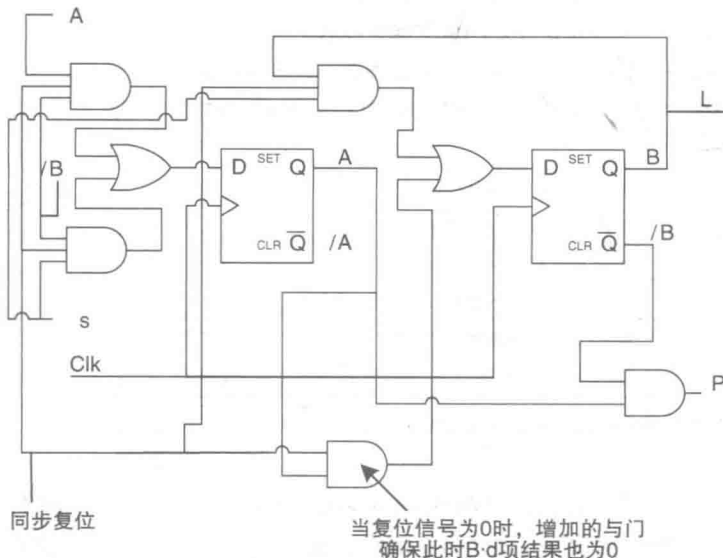 A
L
/B
D
SET
Q
A
CLR
Q̅
/A
D
SET
Q
B
CLR
Q̅
/B
s
Clk
P
同步复位
当复位信号为0时，增加的与门
确保此时B·d项结果也为0